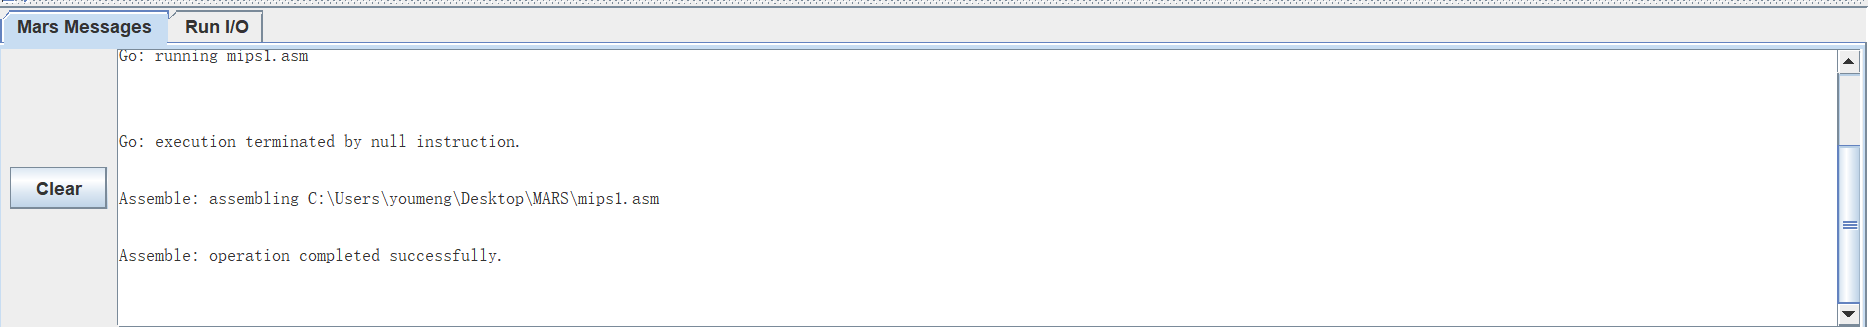 Mars Messages Run I/O
Go: running mips1.asm
Go: execution terminated by null instruction.
Clear
Assemble: assembling C:\Users\youmeng\Desktop\MARS\mips1.asm
Assemble: operation completed successfully.